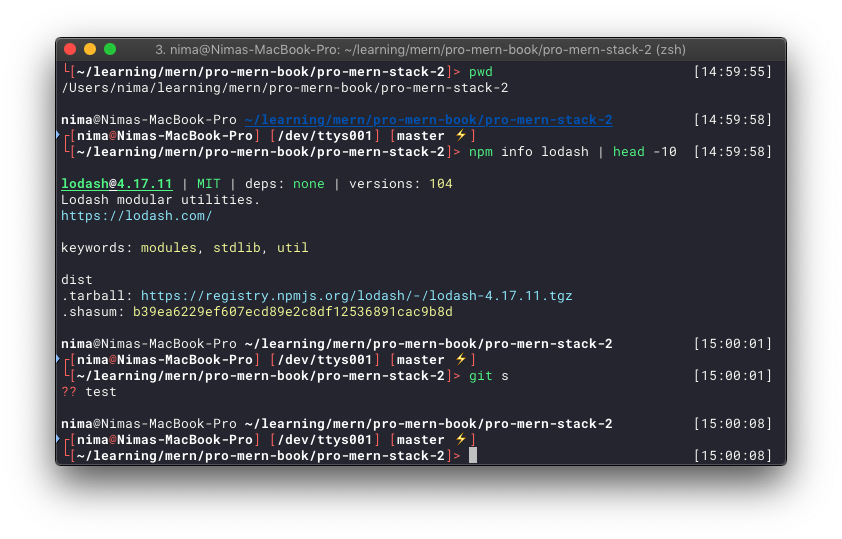 3. nima@Nimas-MacBook-Pro: ~/learning/mern/pro-mern-book/pro-mern-stack-2 (zsh)
└[~/learning/mern/pro-mern-book/pro-mern-stack-2]> pwd [14:59:55]
/Users/nima/learning/mern/pro-mern-book/pro-mern-stack-2
nima@Nimas-MacBook-Pro ~/learning/mern/pro-mern-book/pro-mern-stack-2 [14:59:58]
┌[nima@Nimas-MacBook-Pro] [/dev/ttys001] [master ⚡]
└[~/learning/mern/pro-mern-book/pro-mern-stack-2]> npm info lodash | head -10 [14:59:58]
lodash@4.17.11 | MIT | deps: none | versions: 104
Lodash modular utilities.
https://lodash.com/
keywords: modules, stdlib, util
dist
.tarball: https://registry.npmjs.org/lodash/-/lodash-4.17.11.tgz
.shasum: b39ea6229ef607ecd89e2c8df12536891cac9b8d
nima@Nimas-MacBook-Pro ~/learning/mern/pro-mern-book/pro-mern-stack-2 [15:00:01]
┌[nima@Nimas-MacBook-Pro] [/dev/ttys001] [master ⚡]
└[~/learning/mern/pro-mern-book/pro-mern-stack-2]> git s [15:00:01]
?? test
nima@Nimas-MacBook-Pro ~/learning/mern/pro-mern-book/pro-mern-stack-2 [15:00:08]
┌[nima@Nimas-MacBook-Pro] [/dev/ttys001] [master ⚡]
└[~/learning/mern/pro-mern-book/pro-mern-stack-2]> [15:00:08]